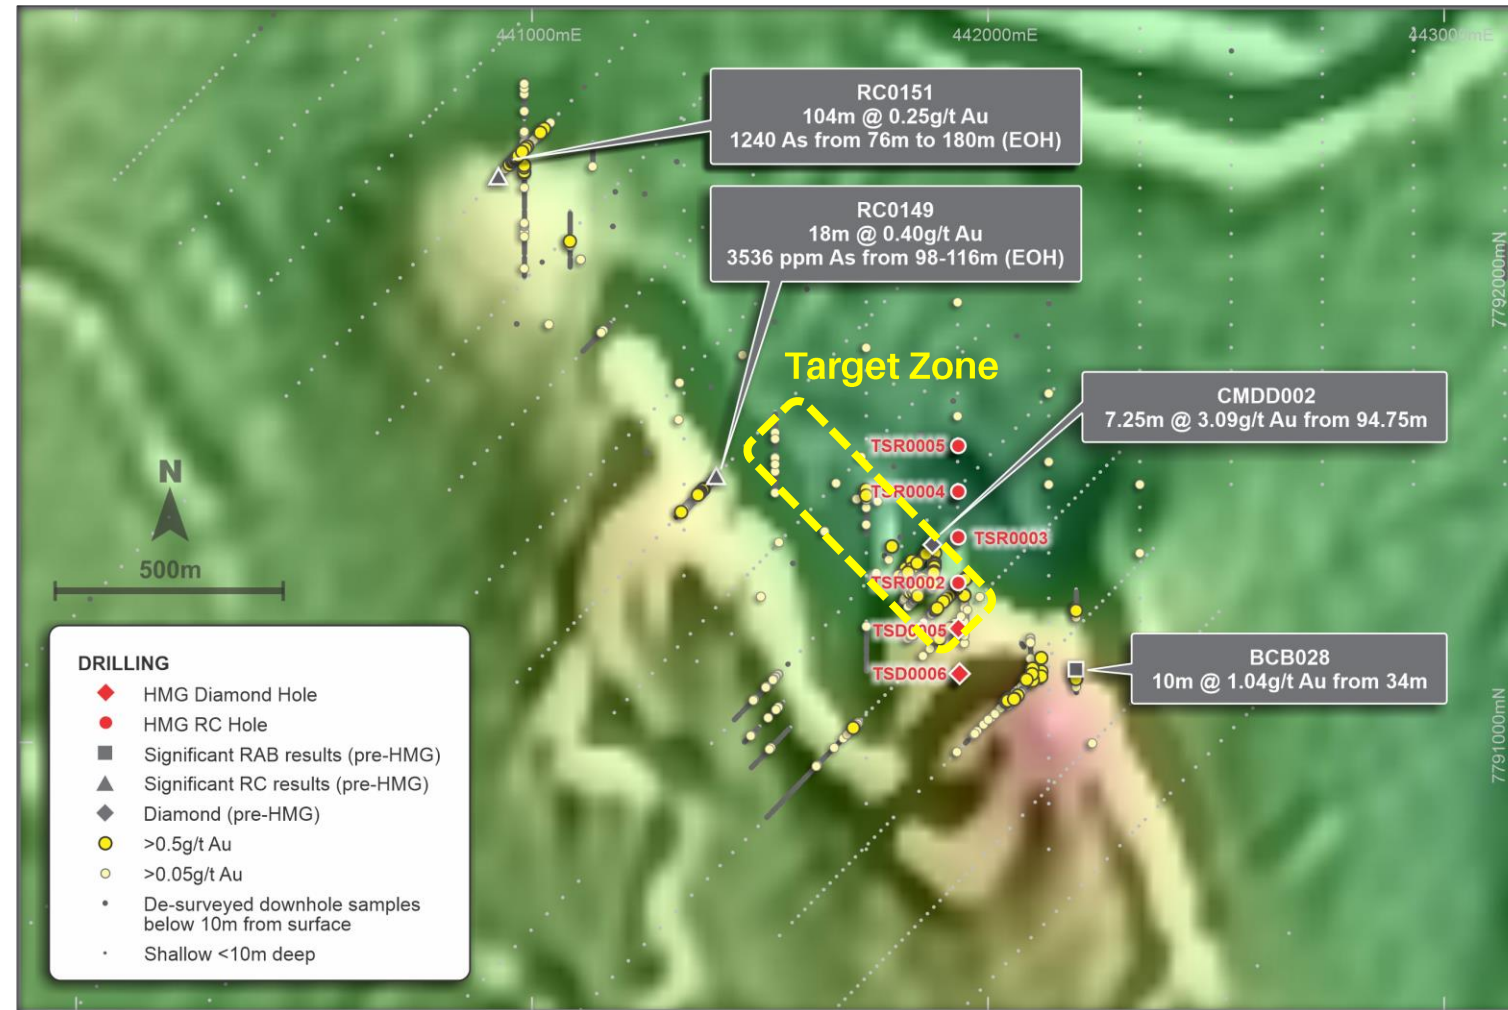 441000mE
442000mE
443000mE
RC0151
104m @ 0.25g/t Au
1240 As from 76m to 180m (EOH)
RC0149
18m @ 0.40g/t Au
3536 ppm As from 98-116m (EOH)
7792000mN
Target Zone
CMDD002
7.25m @ 3.09g/t Au from 94.75m
TSR0005
TSR0004
TSR0003
TSR0002
TSD0005
TSD0006
N
500m
BCB028
10m @ 1.04g/t Au from 34m
7791000mN
DRILLING
HMG Diamond Hole
HMG RC Hole
Significant RAB results (pre-HMG)
Significant RC results (pre-HMG)
Diamond (pre-HMG)
>0.5g/t Au
>0.05g/t Au
De-surveyed downhole samples
below 10m from surface
Shallow <10m deep